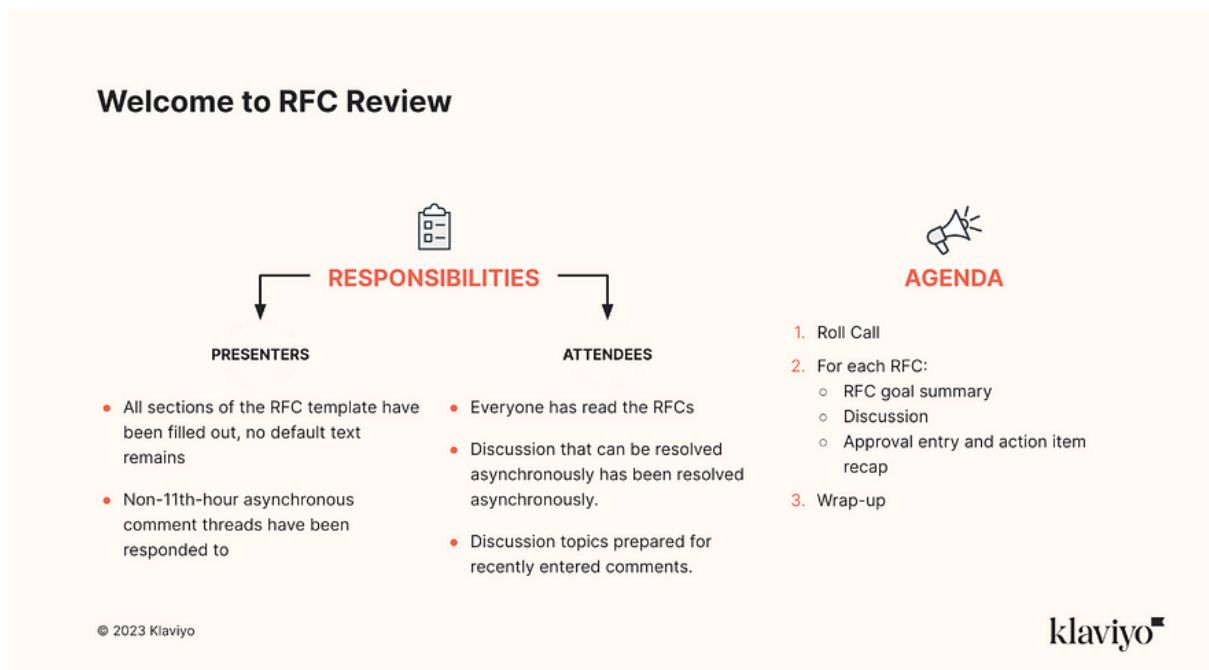 Welcome to RFC Review
RESPONSIBILITIES
PRESENTERS
● All sections of the RFC template have
been filled out, no default text
remains
● Non-11th-hour asynchronous
comment threads have been
responded to
ATTENDEES
● Everyone has read the RFCs
● Discussion that can be resolved
asynchronously has been resolved
asynchronously.
● Discussion topics prepared for
recently entered comments.
AGENDA
1. Roll Call
2. For each RFC:
○ RFC goal summary
○ Discussion
○ Approval entry and action item
recap
3. Wrap-up
© 2023 Klaviyo
klaviyo